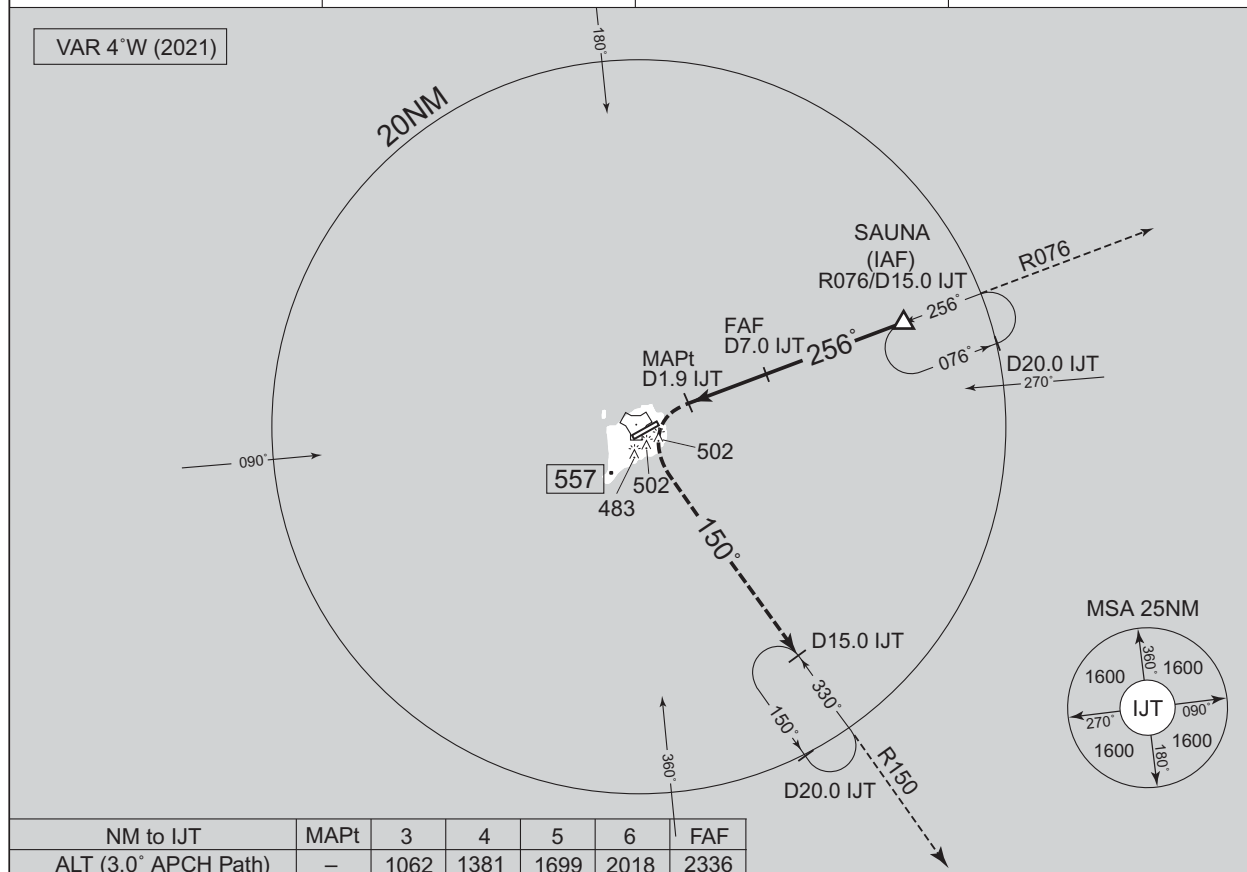 VAR 4°W (2021)
180°
20NM
SAUNA
(IAF)
R076/D15.0 IJT
R076
256°
FAF
D7.0 IJT
256°
076°
D20.0 IJT
270°
MAPt
D1.9 IJT
090°
502
557
502
483
150°
D15.0 IJT
330°
150°
D20.0 IJT
R150
360°
MSA 25NM
360°
1600 1600
270° IJT 090°
1600 1600
180°
NM to IJT MAPt 3 4 5 6 FAF
ALT (3.0° APCH Path) – 1062 1381 1699 2018 2336